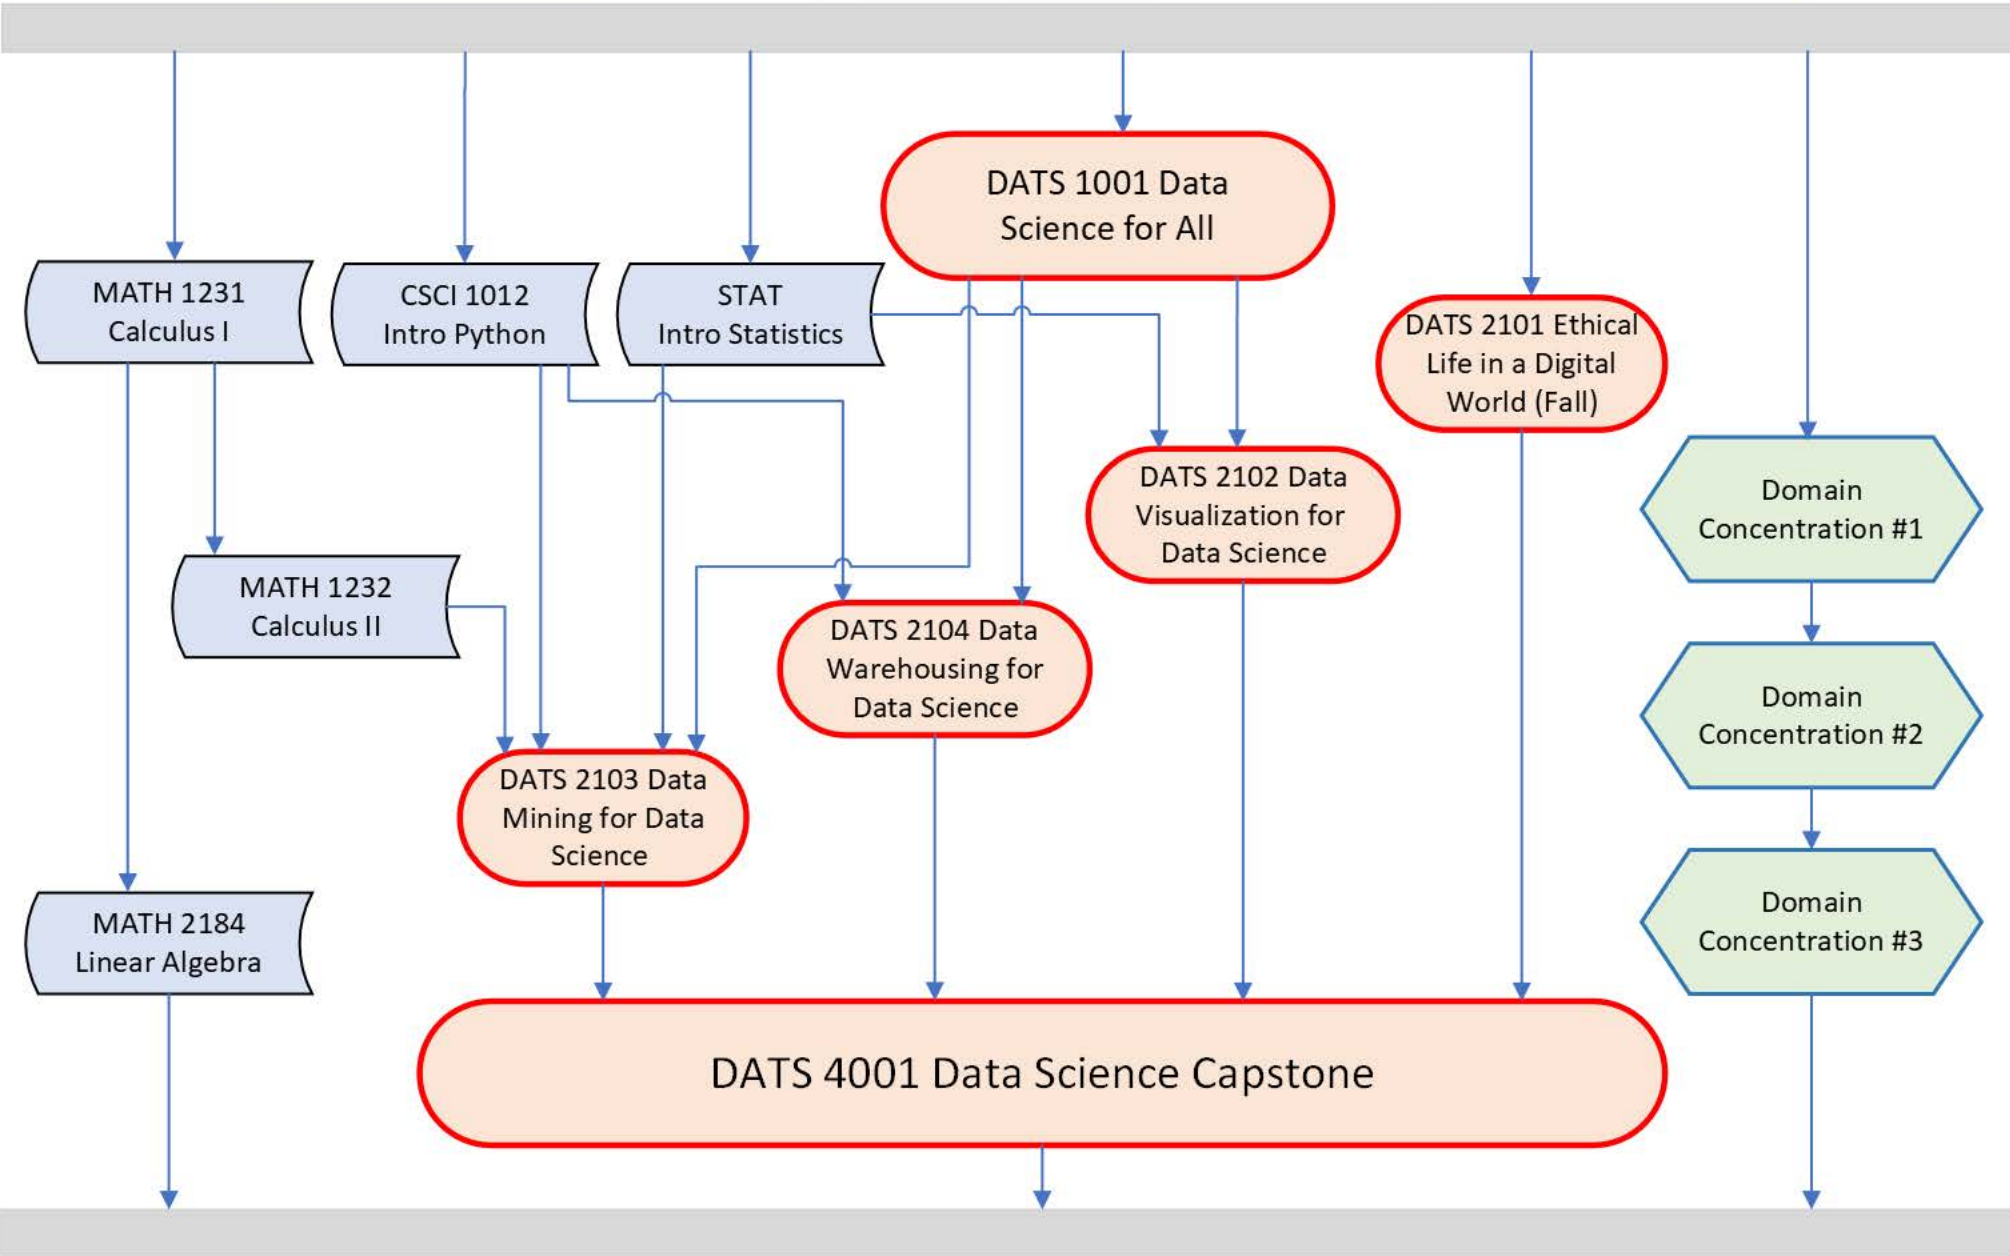 DATS 1001 Data
Science for All
MATH 1231
Calculus I
CSCI 1012
Intro Python
STAT
Intro Statistics
DATS 2101 Ethical
Life in a Digital
World (Fall)
DATS 2102 Data
Visualization for
Data Science
Domain
Concentration #1
MATH 1232
Calculus II
DATS 2104 Data
Warehousing for
Data Science
Domain
Concentration #2
DATS 2103 Data
Mining for Data
Science
MATH 2184
Linear Algebra
Domain
Concentration #3
DATS 4001 Data Science Capstone